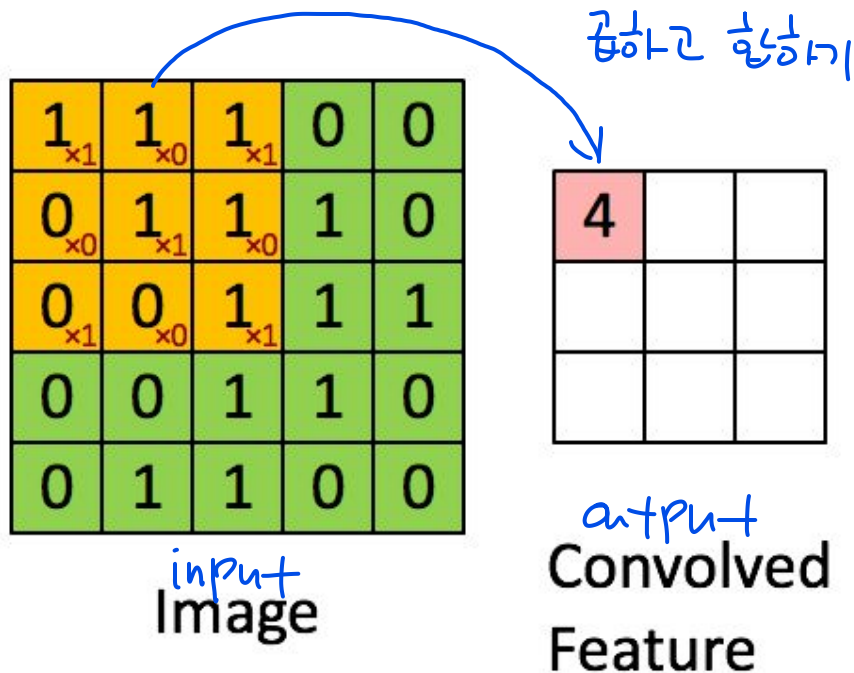 곱하고 합하기
1×1 1×0 1×1 0 0
0×0 1×1 1×0 1 0
0×1 0×0 1×1 1 1
0 0 1 1 0
0 1 1 0 0
4
input
Image
output
Convolved
Feature